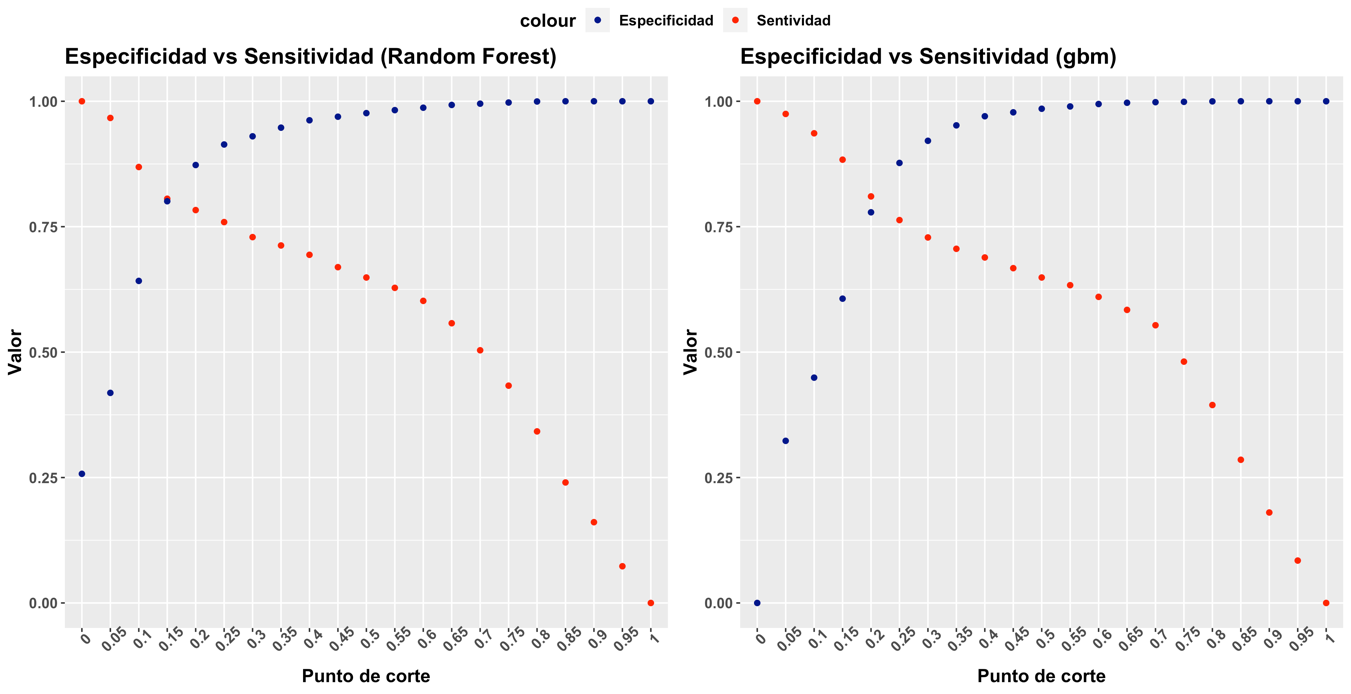 colour Especificidad Sentividad
Especificidad vs Sensitividad (Random Forest)
Valor
1.00
0.75
0.50
0.25
0.00
0 0.05 0.1 0.15 0.2 0.25 0.3 0.35 0.4 0.45 0.5 0.55 0.6 0.65 0.7 0.75 0.8 0.85 0.9 0.95 1
Punto de corte
Especificidad vs Sensitividad (gbm)
Valor
1.00
0.75
0.50
0.25
0.00
0 0.05 0.1 0.15 0.2 0.25 0.3 0.35 0.4 0.45 0.5 0.55 0.6 0.65 0.7 0.75 0.8 0.85 0.9 0.95 1
Punto de corte